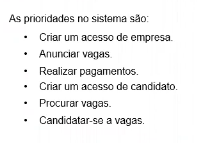 As prioridades no sistema são:
• Criar um acesso de empresa.
• Anunciar vagas.
• Realizar pagamentos.
• Criar um acesso de candidato.
• Procurar vagas.
• Candidatar-se a vagas.